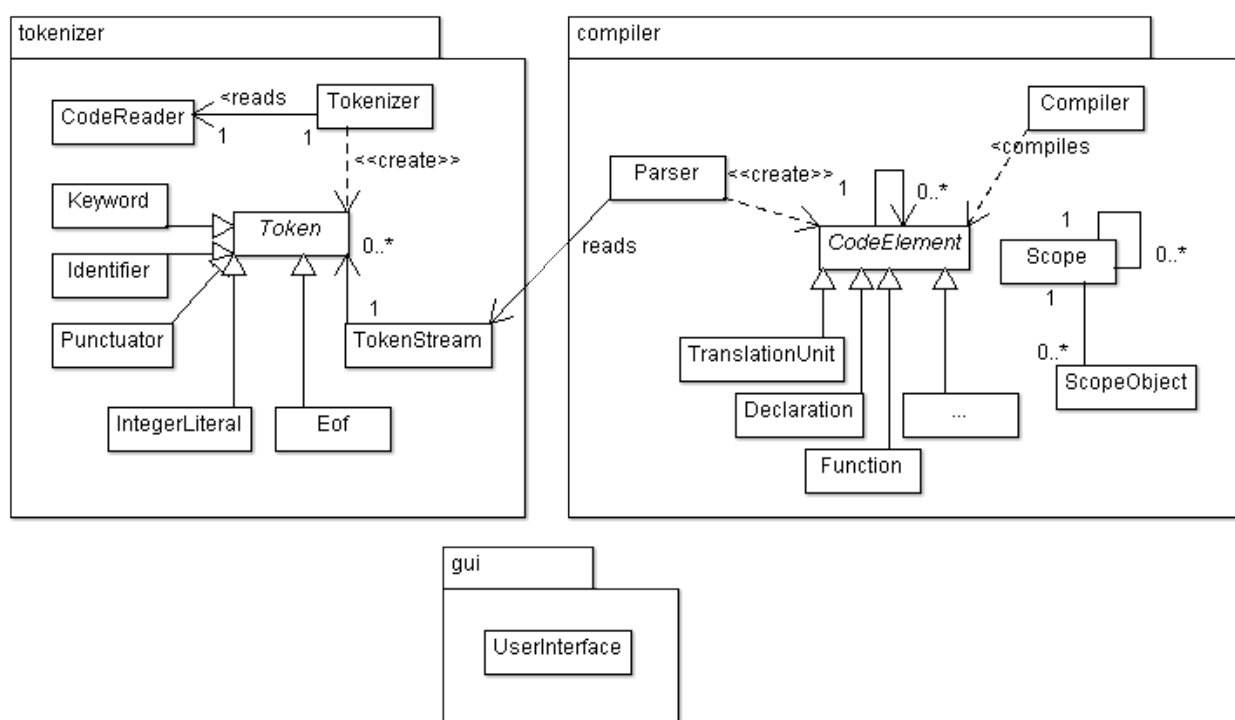 tokenizer
CodeReader
<reads
1
1
Tokenizer
<<create>>
Keyword
Token
0..*
Identifier
Punctuator
1
TokenStream
IntegerLiteral
Eof
reads
compiler
Compiler
<compiles
Parser
<<create>>
1
0..*
CodeElement
1
Scope
0..*
1
0..*
ScopeObject
TranslationUnit
Declaration
...
Function
gui
UserInterface